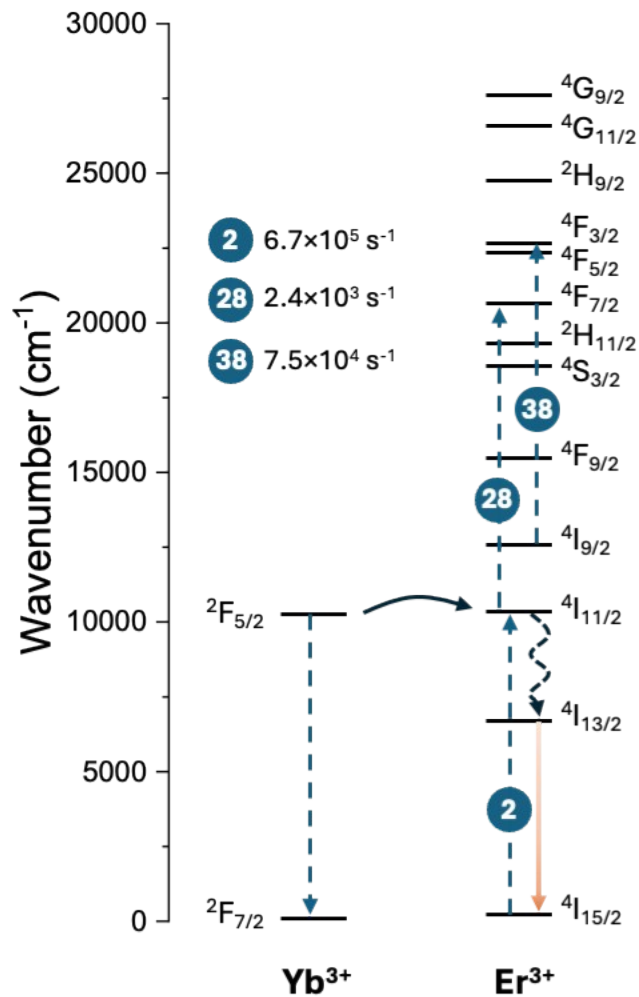 30000
25000
20000
15000
10000
5000
0
Wavenumber (cm⁻¹)
2 6.7×10⁵ s⁻¹
28 2.4×10³ s⁻¹
38 7.5×10⁴ s⁻¹
²F₅/₂
²F₇/₂
⁴G₉/₂
⁴G₁₁/₂
²H₉/₂
⁴F₃/₂
⁴F₅/₂
⁴F₇/₂
²H₁₁/₂
⁴S₃/₂
38
⁴F₉/₂
28
⁴I₉/₂
⁴I₁₁/₂
⁴I₁₃/₂
2
⁴I₁₅/₂
Yb³⁺
Er³⁺